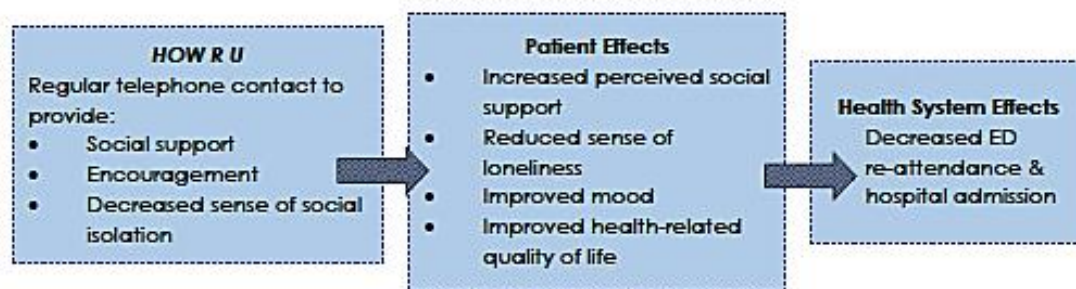 HOW R U
Regular telephone contact to
provide:
• Social support
• Encouragement
• Decreased sense of social
isolation
Patient Effects
• Increased perceived social
support
• Reduced sense of
loneliness
• Improved mood
• Improved health-related
quality of life
Health System Effects
Decreased ED
re-attendance &
hospital admission